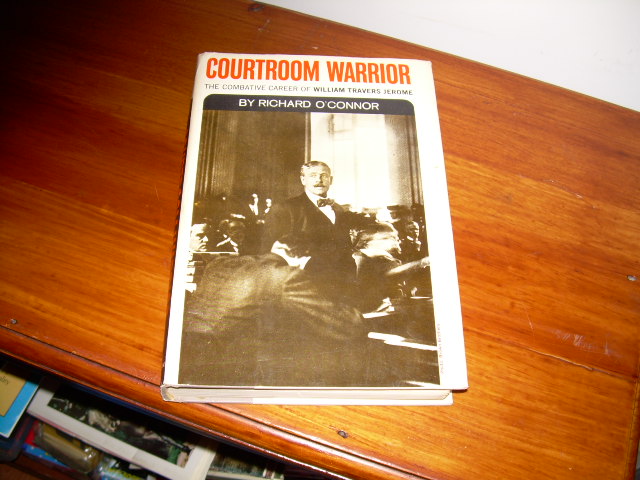 COURTROOM WARRIOR
THE COMBATIVE CAREER OF WILLIAM TRAVERS JEROME
BY RICHARD O'CONNOR